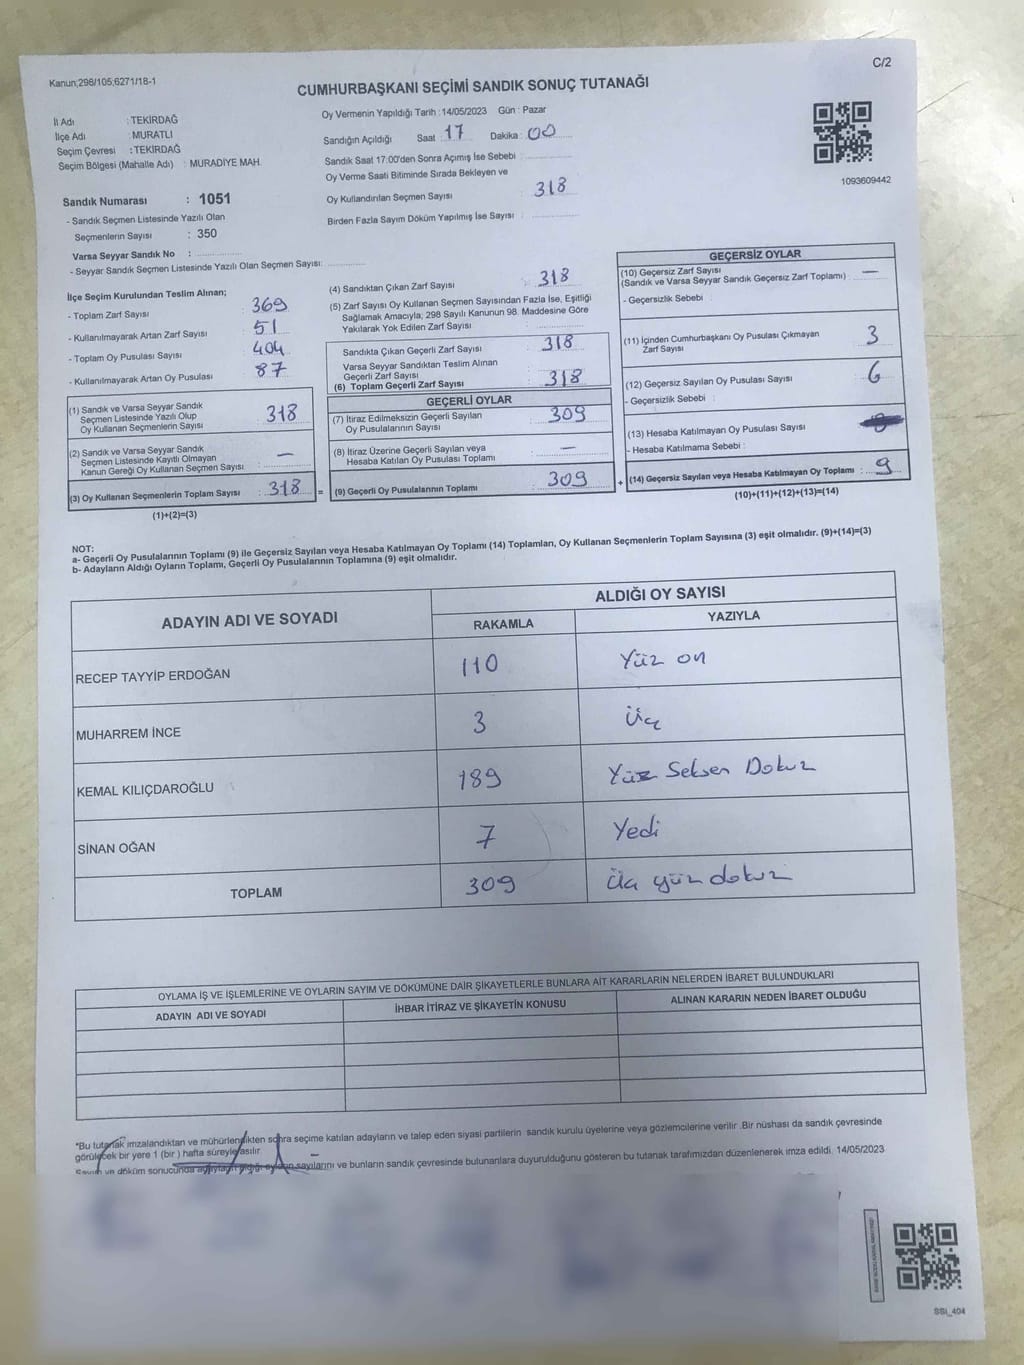 Kanun;298/105;6271/18-1
C/2
CUMHURBAŞKANI SEÇİMİ SANDIK SONUÇ TUTANAĞI
İl Adı : TEKİRDAĞ
İlçe Adı : MURATLI
Seçim Çevresi : TEKİRDAĞ
Seçim Bölgesi (Mahalle Adı) : MURADİYE MAH.
Oy Vermenin Yapıldığı Tarih : 14/05/2023 Gün : Pazar
Sandığın Açıldığı Saat : 17 Dakika : 00
Sandık Saat 17:00'den Sonra Açımış İse Sebebi :
Oy Verme Saati Bitiminde Sırada Bekleyen ve
Oy Kullandırılan Seçmen Sayısı : 318
Birden Fazla Sayım Döküm Yapılmış İse Sayısı :
1093609442
Sandık Numarası : 1051
- Sandık Seçmen Listesinde Yazılı Olan
Seçmenlerin Sayısı : 350
Varsa Seyyar Sandık No :
- Seyyar Sandık Seçmen Listesinde Yazılı Olan Seçmen Sayısı:
İlçe Seçim Kurulundan Teslim Alınan;
- Toplam Zarf Sayısı : 369
- Kullanılmayarak Artan Zarf Sayısı : 51
- Toplam Oy Pusulası Sayısı : 404
- Kullanılmayarak Artan Oy Pusulası : 87
(1) Sandık ve Varsa Seyyar Sandık
Seçmen Listesinde Yazılı Olup
Oy Kullanan Seçmenlerin Sayısı : 318
(2) Sandık ve Varsa Seyyar Sandık
Seçmen Listesinde Kayıtlı Olmayan
Kanun Gereği Oy Kullanan Seçmen Sayısı : —
(3) Oy Kullanan Seçmenlerin Toplam Sayısı : 318 =
(1)+(2)=(3)
(4) Sandıktan Çıkan Zarf Sayısı : 318
(5) Zarf Sayısı Oy Kullanan Seçmen Sayısından Fazla İse, Eşitliği
Sağlamak Amacıyla; 298 Sayılı Kanunun 98. Maddesine Göre
Yakılarak Yok Edilen Zarf Sayısı :
Sandıkta Çıkan Geçerli Zarf Sayısı : 318
Varsa Seyyar Sandıktan Teslim Alınan
Geçerli Zarf Sayısı :
(6) Toplam Geçerli Zarf Sayısı : 318
GEÇERLİ OYLAR
(7) İtiraz Edilmeksizin Geçerli Sayılan
Oy Pusulalarının Sayısı : 309
(8) İtiraz Üzerine Geçerli Sayılan veya
Hesaba Katılan Oy Pusulası Toplamı : —
(9) Geçerli Oy Pusulalarının Toplamı : 309 +
GEÇERSİZ OYLAR
(10) Geçersiz Zarf Sayısı
(Sandık ve Varsa Seyyar Sandık Geçersiz Zarf Toplamı) : —
- Geçersizlik Sebebi :
(11) İçinden Cumhurbaşkanı Oy Pusulası Çıkmayan
Zarf Sayısı : 3
(12) Geçersiz Sayılan Oy Pusulası Sayısı : 6
- Geçersizlik Sebebi :
(13) Hesaba Katılmayan Oy Pusulası Sayısı
- Hesaba Katılmama Sebebi :
(14) Geçersiz Sayılan veya Hesaba Katılmayan Oy Toplamı : 9
(10)+(11)+(12)+(13)=(14)
NOT:
a- Geçerli Oy Pusulalarının Toplamı (9) ile Geçersiz Sayılan veya Hesaba Katılmayan Oy Toplamı (14) Toplamları, Oy Kullanan Seçmenlerin Toplam Sayısına (3) eşit olmalıdır. (9)+(14)=(3)
b- Adayların Aldığı Oyların Toplamı, Geçerli Oy Pusulalarının Toplamına (9) eşit olmalıdır.
ADAYIN ADI VE SOYADI
ALDIĞI OY SAYISI
RAKAMLA YAZIYLA
RECEP TAYYİP ERDOĞAN 110 Yüz on
MUHARREM İNCE 3 Üç
KEMAL KILIÇDAROĞLU 189 Yüz Seksen Dokuz
SİNAN OĞAN 7 Yedi
TOPLAM 309 Üç yüz dokuz
OYLAMA İŞ VE İŞLEMLERİNE VE OYLARIN SAYIM VE DÖKÜMÜNE DAİR ŞİKAYETLERLE BUNLARA AİT KARARLARIN NELERDEN İBARET BULUNDUKLARI
ADAYIN ADI VE SOYADI İHBAR İTİRAZ VE ŞİKAYETİN KONUSU ALINAN KARARIN NEDEN İBARET OLDUĞU
*Bu tutanak imzalandıktan ve mühürlendikten sonra seçime katılan adayların ve talep eden siyasi partilerin sandık kurulu üyelerine veya gözlemcilerine verilir .Bir nüshası da sandık çevresinde
görülecek bir yere 1 (bir ) hafta süreyle asılır.
Sayım ve döküm sonucunda adayların aldığı oyların sayılarını ve bunların sandık çevresinde bulunanlara duyurulduğunu gösteren bu tutanak tarafımızdan düzenlenerek imza edildi. 14/05/2023
SSI_404